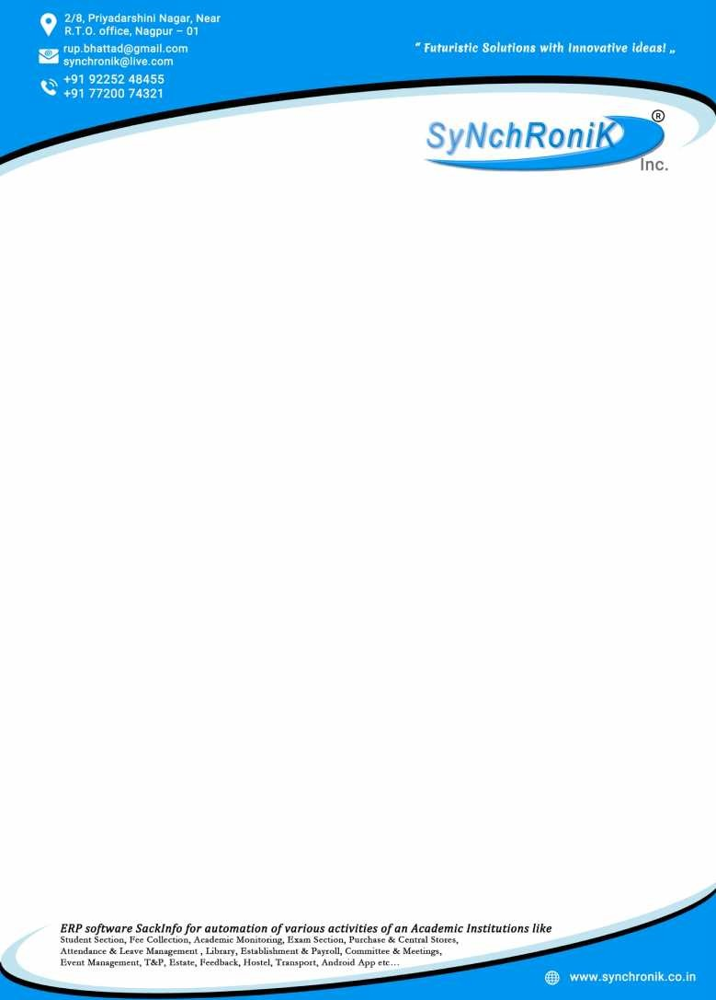 2/8, Priyadarshini Nagar, Near
R.T.O. office, Nagpur – 01
rup.bhattad@gmail.com
synchronik@live.com
+91 92252 48455
+91 77200 74321
“ Futuristic Solutions with Innovative ideas! „
SyNchRoniK ®
Inc.
ERP software SackInfo for automation of various activities of an Academic Institutions like
Student Section, Fee Collection, Academic Monitoring, Exam Section, Purchase & Central Stores,
Attendance & Leave Management , Library, Establishment & Payroll, Committee & Meetings,
Event Management, T&P, Estate, Feedback, Hostel, Transport, Android App etc...
www.synchronik.co.in